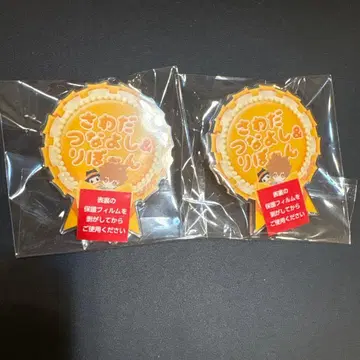 さわだ
つなよし&
りぼーん
表裏の
保護フィルムを
剥がしてから
ご使用ください
さわだ
つなよし&
りぼーん
表裏の
保護フィルムを
剥がしてから
ご使用ください